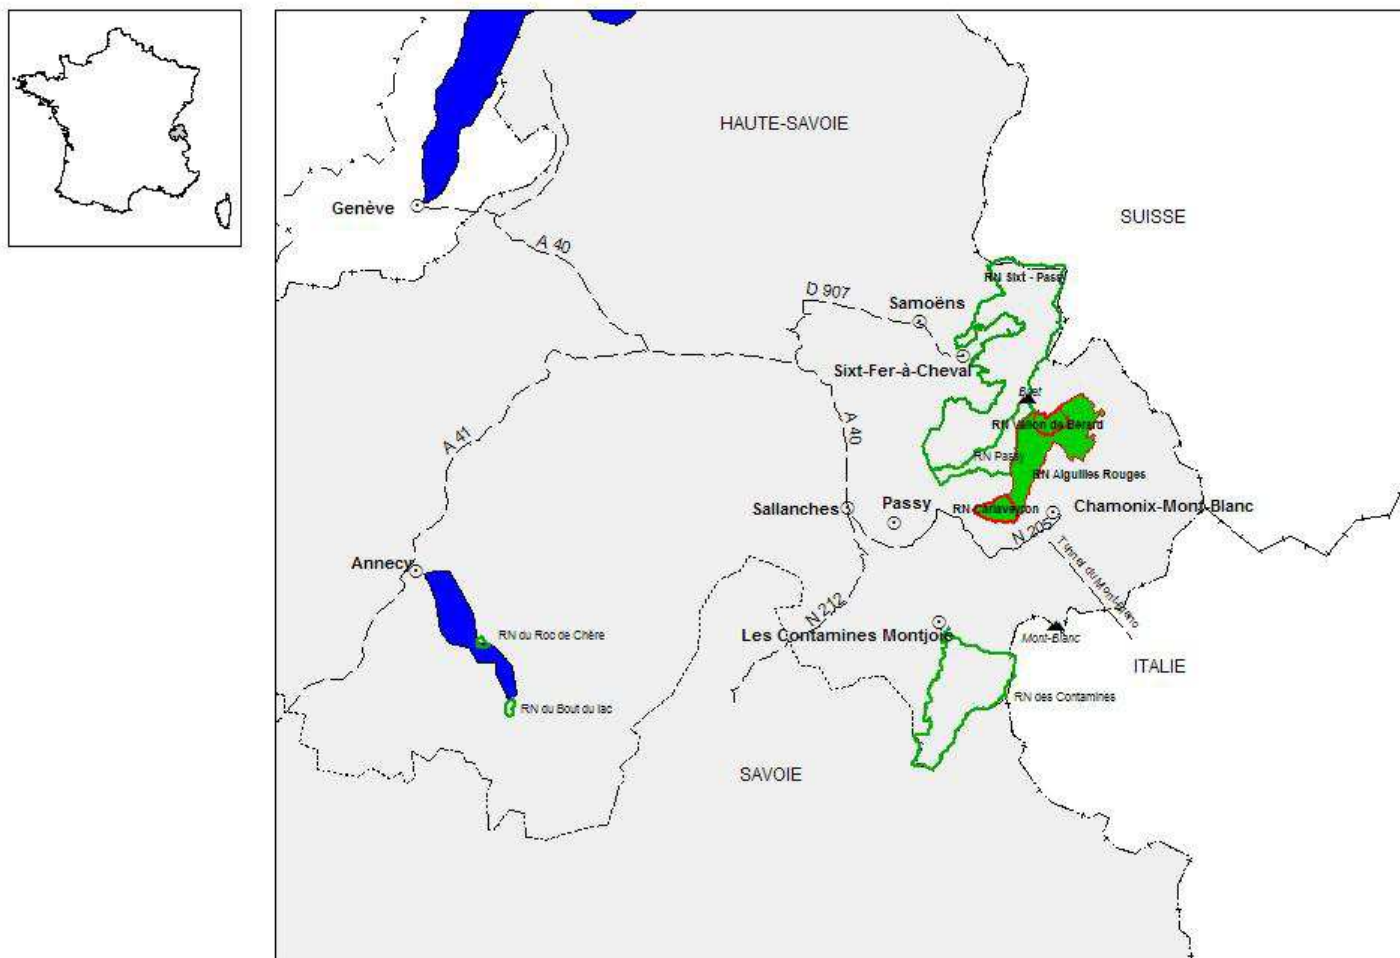 HAUTE-SAVOIE
Genève
SUISSE
A 40
RN Sixt - Passy
D 907
Samoëns
Sixt-Fer-à-Cheval
Buet
A 41
A 40
RN Vallon de Bérard
RN Passy
RN Aiguilles Rouges
Sallanches
Passy
RN Carlaveyron
Chamonix-Mont-Blanc
N 205
Annecy
Tunnel du Mont-Blanc
N 212
RN du Roc de Chère
Les Contamines Montjoie
Mont-Blanc
ITALIE
RN des Contamines
RN du Bout du lac
SAVOIE